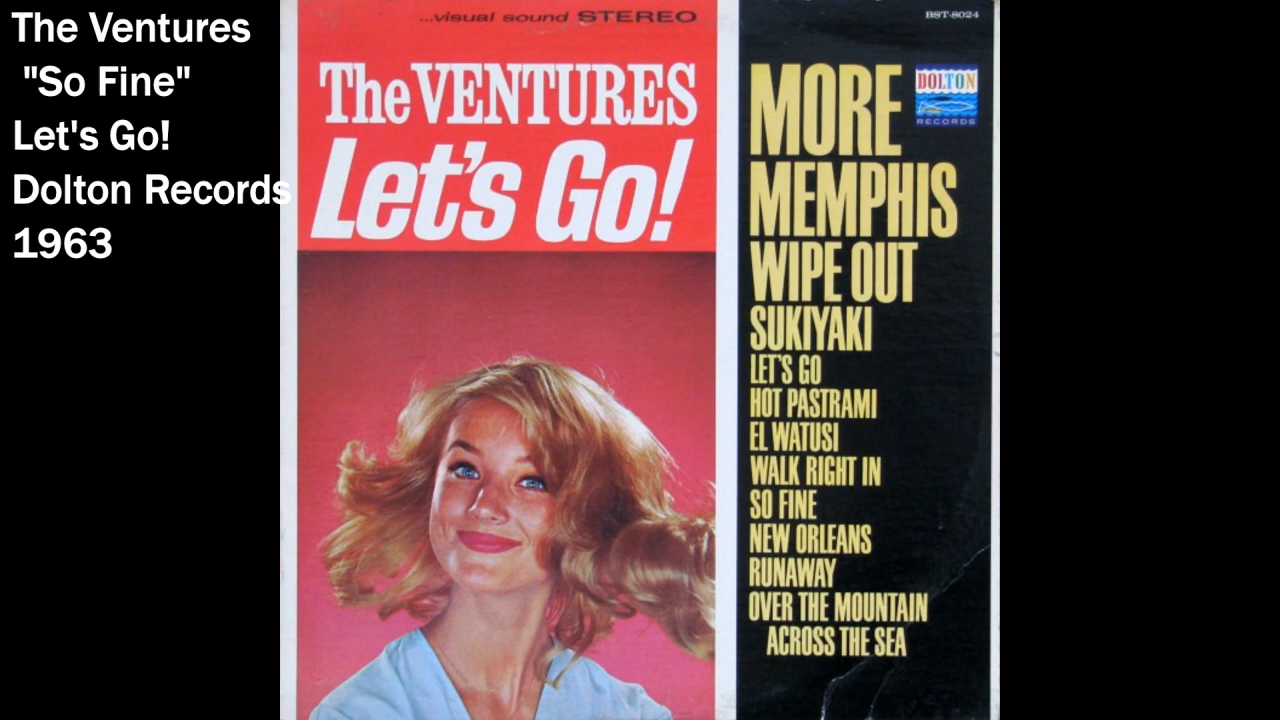 The Ventures
"So Fine"
Let's Go!
Dolton Records
1963
...visual sound STEREO
The VENTURES
Let's Go!
BST-8024
DOLTON
RECORDS
MORE
MEMPHIS
WIPE OUT
SUKIYAKI
LET'S GO
HOT PASTRAMI
EL WATUSI
WALK RIGHT IN
SO FINE
NEW ORLEANS
RUNAWAY
OVER THE MOUNTAIN
ACROSS THE SEA